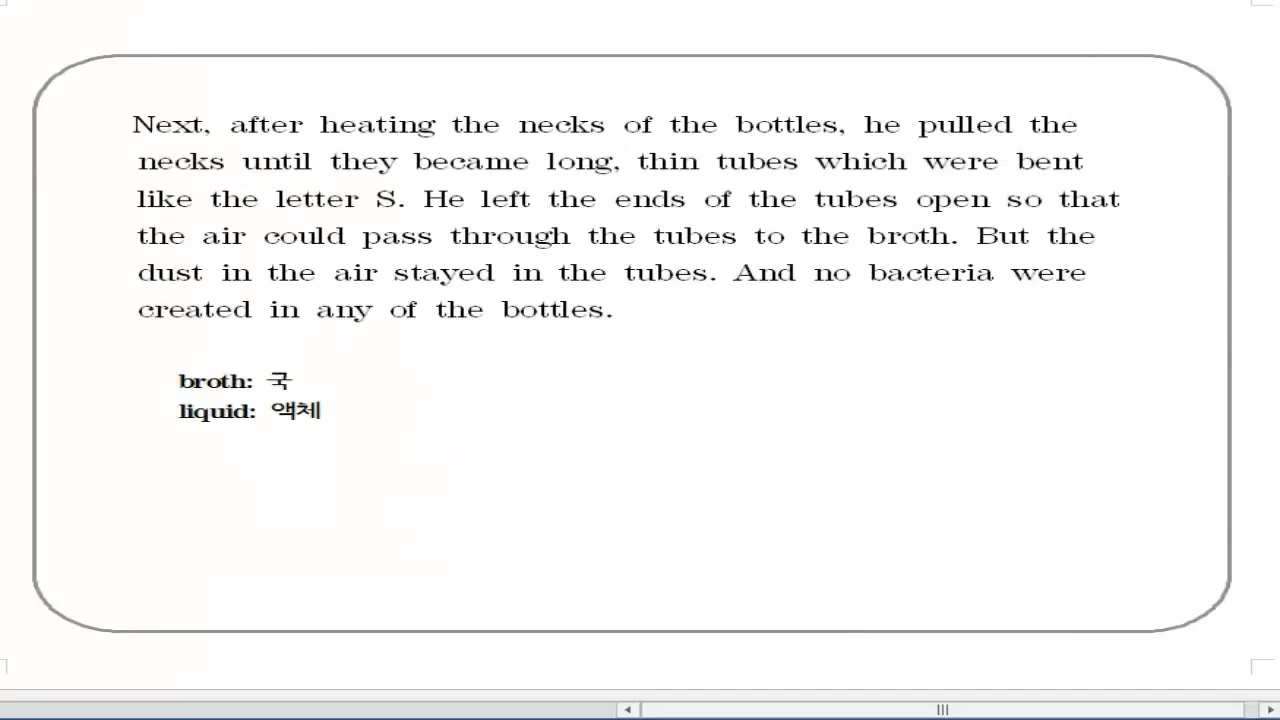 Next, after heating the necks of the bottles, he pulled the
necks until they became long, thin tubes which were bent
like the letter S. He left the ends of the tubes open so that
the air could pass through the tubes to the broth. But the
dust in the air stayed in the tubes. And no bacteria were
created in any of the bottles.
broth: 국
liquid: 액체